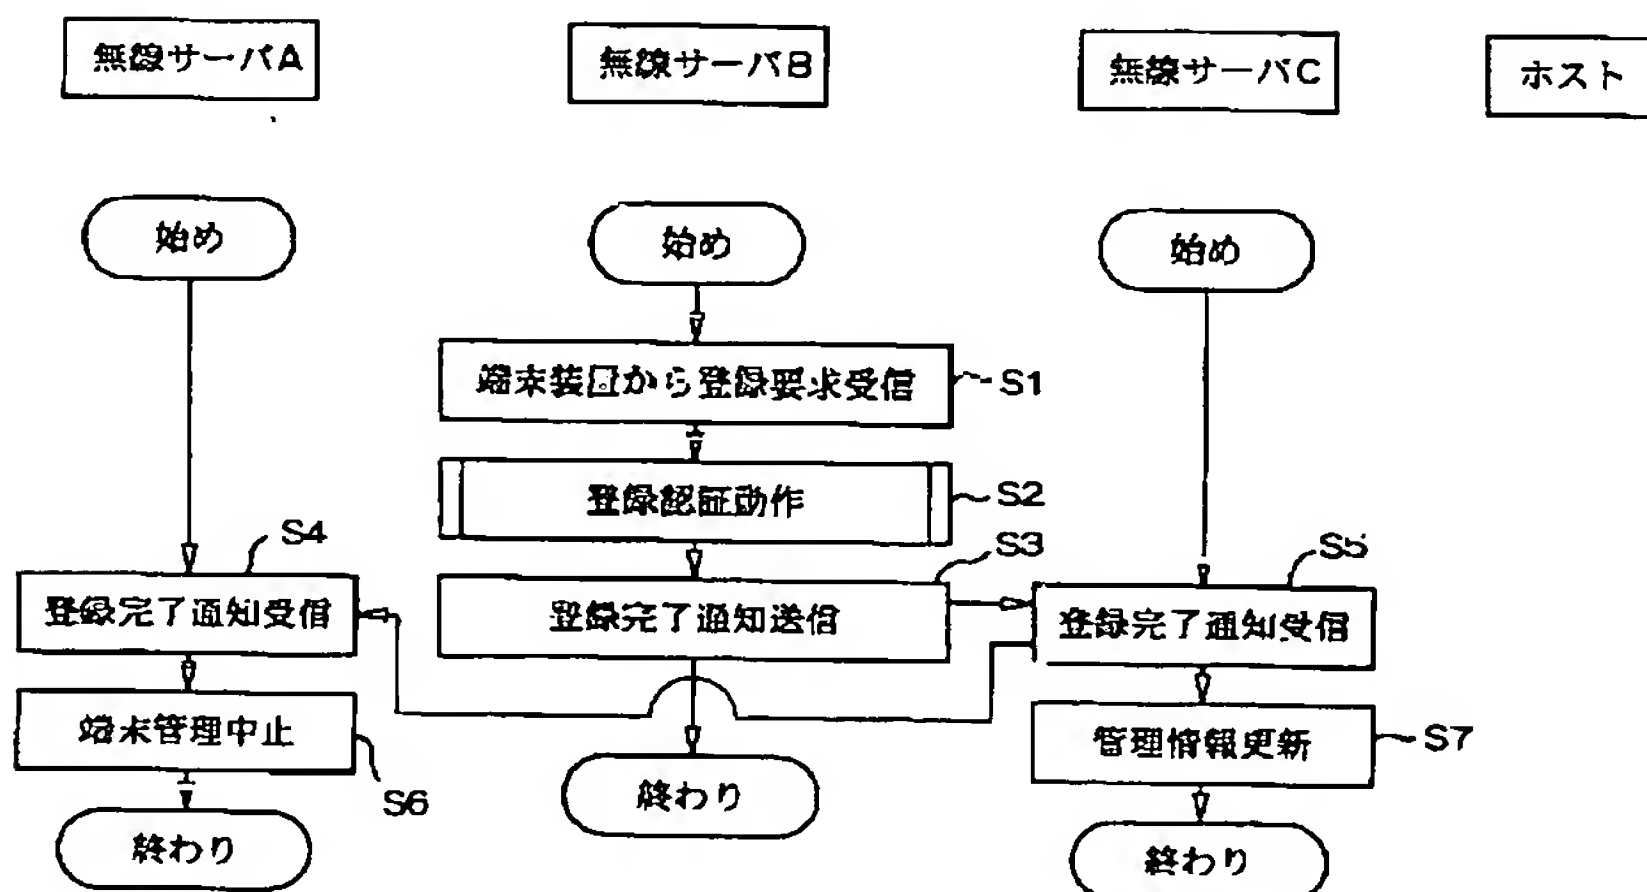 無線サーバA
無線サーバB
無線サーバC
ホスト
始め
始め
始め
端末装置から登録要求受信
S1
登録認証動作
S2
S3
登録完了通知送信
S4
登録完了通知受信
S5
登録完了通知受信
端末管理中止
S6
管理情報更新
S7
終わり
終わり
終わり